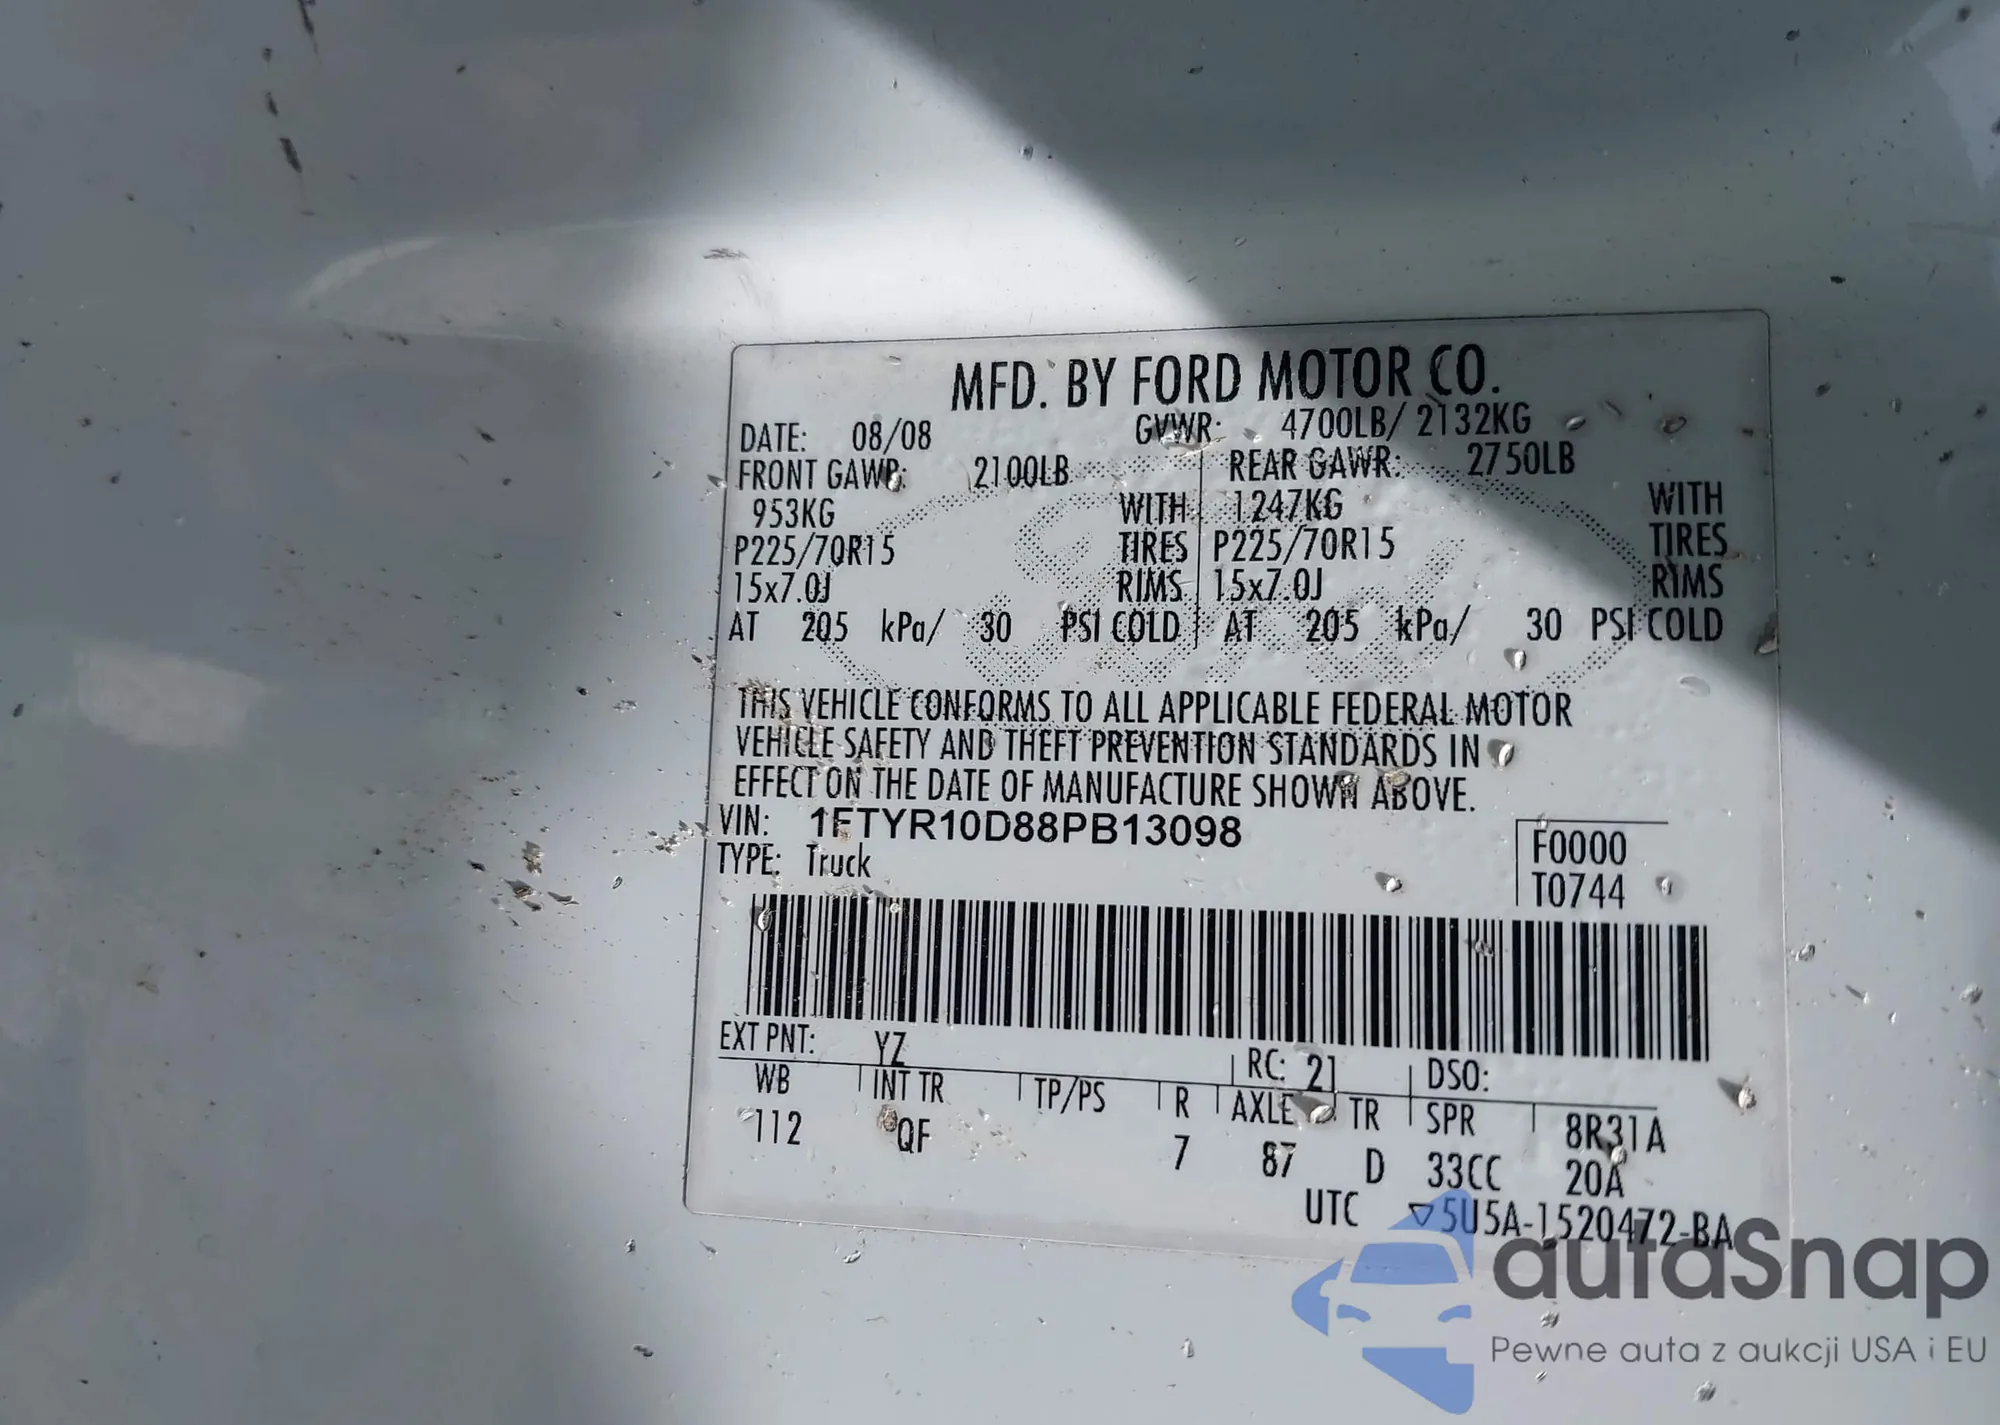 MFD. BY FORD MOTOR CO.
DATE: 08/08 GVWR: 4700LB/ 2132KG
FRONT GAWR: 2100LB REAR GAWR: 2750LB
953KG WITH 1247KG WITH
P225/70R15 TIRES P225/70R15 TIRES
15x7.0J RIMS 15x7.0J RIMS
AT 205 kPa/ 30 PSI COLD AT 205 kPa/ 30 PSI COLD
THIS VEHICLE CONFORMS TO ALL APPLICABLE FEDERAL MOTOR
VEHICLE SAFETY AND THEFT PREVENTION STANDARDS IN
EFFECT ON THE DATE OF MANUFACTURE SHOWN ABOVE.
VIN: 1FTYR10D88PB13098
TYPE: Truck
F0000
T0744
EXT PNT: YZ RC: 21 DSO:
WB INT TR TP/PS R AXLE TR SPR 8R31A
112 QF 7 87 D 33CC 20A
UTC ▽5U5A-1520472-BA
autaSnap
Pewne auta z aukcji USA i EU